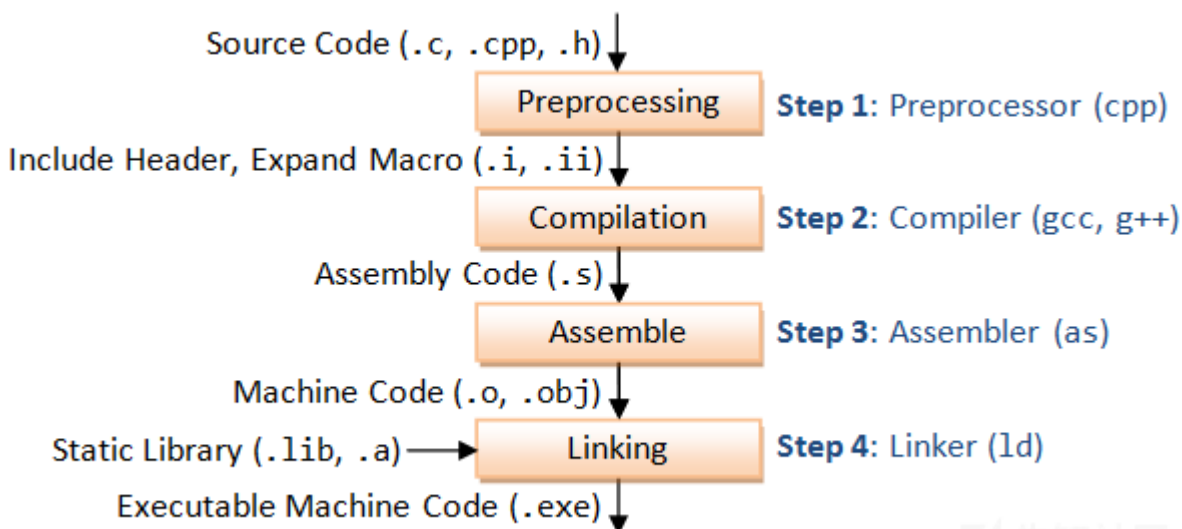 Source Code (.c, .cpp, .h)
Preprocessing
Step 1: Preprocessor (cpp)
Include Header, Expand Macro (.i, .ii)
Compilation
Step 2: Compiler (gcc, g++)
Assembly Code (.s)
Assemble
Step 3: Assembler (as)
Machine Code (.o, .obj)
Static Library (.lib, .a)
Linking
Step 4: Linker (ld)
Executable Machine Code (.exe)